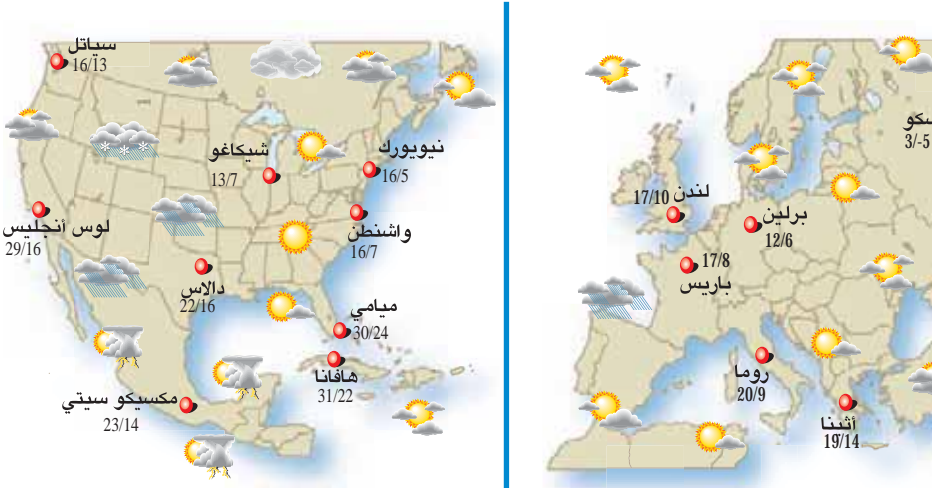 سياتل
16/13
شيكاغو
13/7
نيويورك
16/5
لوس أنجليس
29/16
واشنطن
16/7
دالاس
22/16
ميامي
30/24
هافانا
31/22
مكسيكو سيتي
23/14
3/-5
لندن 17/10
برلين
12/6
17/8
باريس
روما
20/9
أثينا
19/14